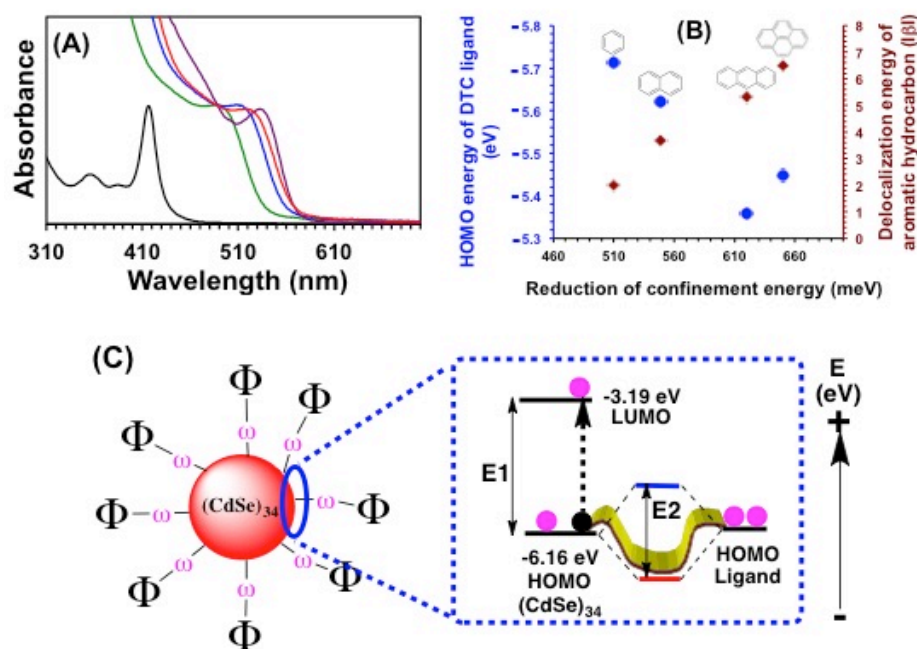 (A)
Absorbance
310 410 510 610
Wavelength (nm)
(B)
HOMO energy of DTC ligand
(eV)
-5.8
-5.7
-5.6
-5.5
-5.4
-5.3
460 510 560 610 660
Reduction of confinement energy (meV)
8
7
6
5
4
3
2
1
0
Delocalization energy of
aromatic hydrocarbon (IβI)
(C)
Φ Φ Φ Φ Φ Φ Φ Φ
ω ω ω ω ω ω ω ω
(CdSe)34
E1
-3.19 eV
LUMO
E2
-6.16 eV
HOMO
(CdSe)34
HOMO
Ligand
E
(eV)
+
-